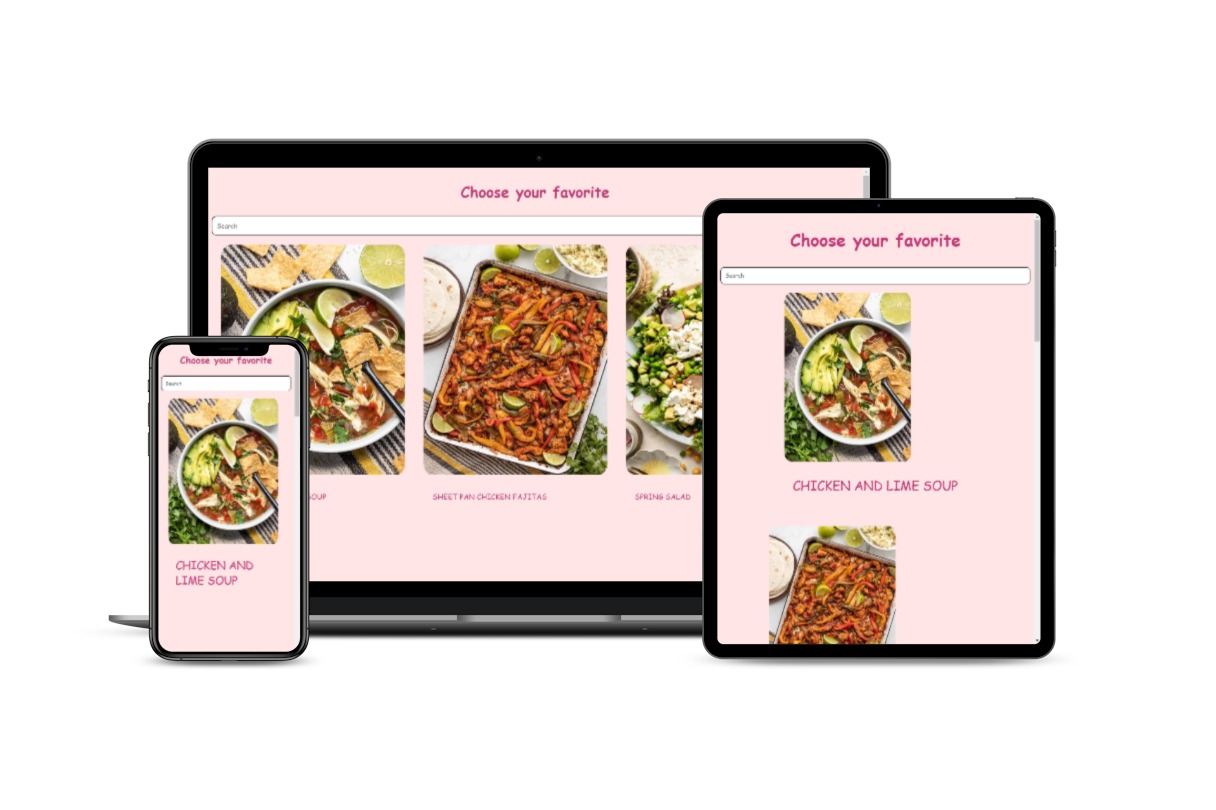 Choose your favorite
Search
SOUP
SHEET PAN CHICKEN FAJITAS
SPRING SALAD
Choose your favorite
Search
CHICKEN AND
LIME SOUP
Choose your favorite
Search
CHICKEN AND LIME SOUP